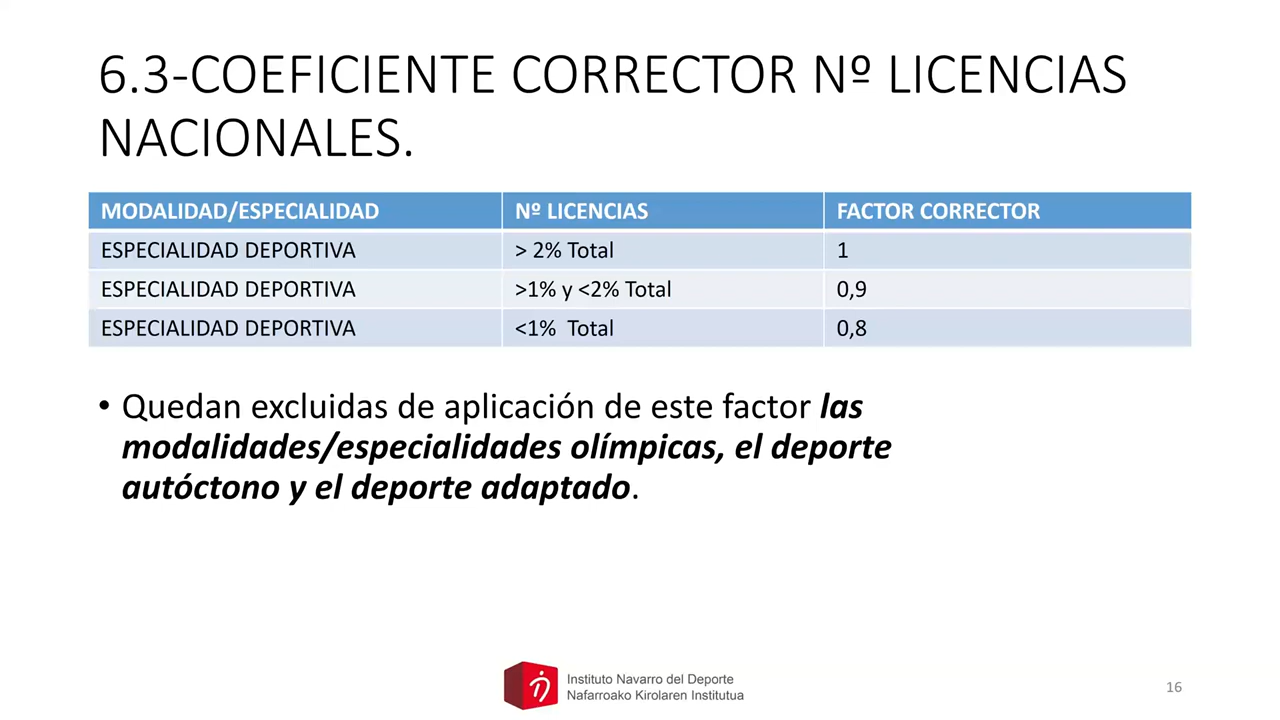 6.3-COEFICIENTE CORRECTOR Nº LICENCIAS
NACIONALES.
MODALIDAD/ESPECIALIDAD Nº LICENCIAS FACTOR CORRECTOR
ESPECIALIDAD DEPORTIVA > 2% Total 1
ESPECIALIDAD DEPORTIVA >1% y <2% Total 0,9
ESPECIALIDAD DEPORTIVA <1% Total 0,8
• Quedan excluidas de aplicación de este factor las
modalidades/especialidades olímpicas, el deporte
autóctono y el deporte adaptado.
Instituto Navarro del Deporte
Nafarroako Kirolaren Institutua
16